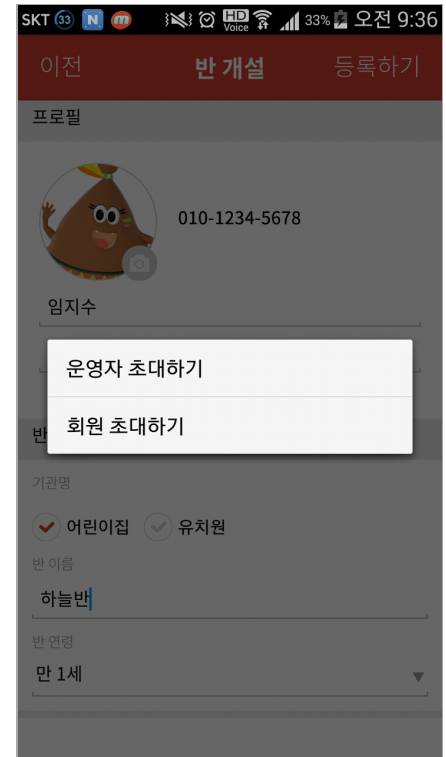 SKT 33 N m HD Voice 33% 오전 9:36
이전 반 개설 등록하기
프로필
010-1234-5678
임지수
운영자 초대하기
회원 초대하기
반
기관명
어린이집 유치원
반 이름
하늘반
반 연령
만 1세